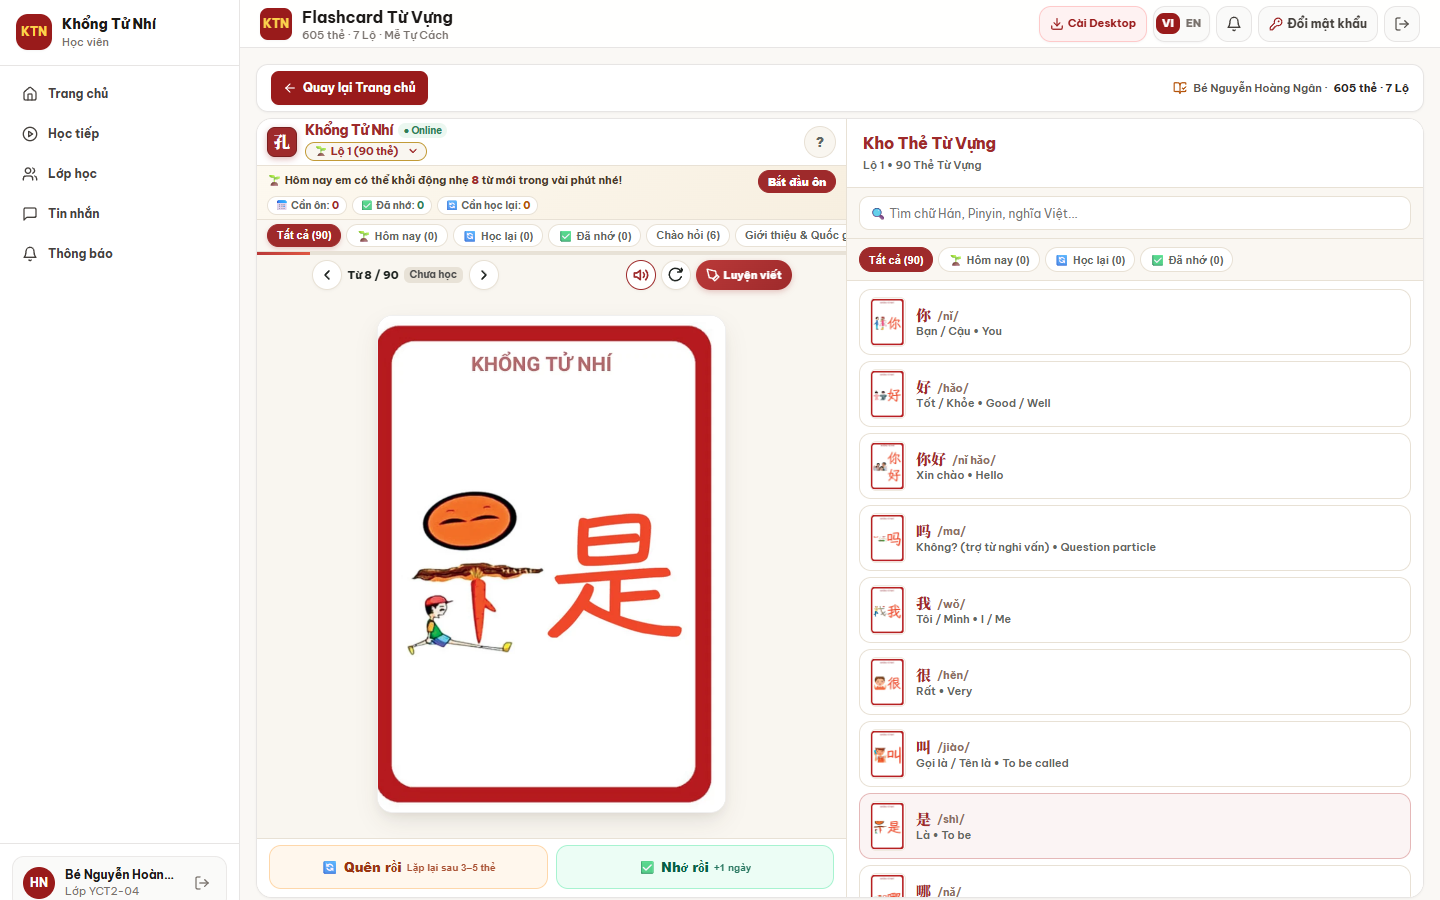 KTN
Khổng Tử Nhí
Học viên
Trang chủ
Học tiếp
Lớp học
Tin nhắn
Thông báo
HN
Bé Nguyễn Hoàn...
Lớp YCT2-04
KTN
Flashcard Từ Vựng
605 thẻ · 7 Lộ · Mễ Tự Cách
Cài Desktop
VI EN
Đổi mật khẩu
Quay lại Trang chủ
Bé Nguyễn Hoàng Ngân · 605 thẻ · 7 Lộ
孔
Khổng Tử Nhí
• Online
Lộ 1 (90 thẻ)
?
Hôm nay em có thể khởi động nhẹ 8 từ mới trong vài phút nhé!
Bắt đầu ôn
Cần ôn: 0
Đã nhớ: 0
Cần học lại: 0
Tất cả (90)
Hôm nay (0)
Học lại (0)
Đã nhớ (0)
Chào hỏi (6)
Giới thiệu & Quốc g
Từ 8 / 90
Chưa học
Luyện viết
KHỔNG TỬ NHÍ
是
Quên rồi Lặp lại sau 3–5 thẻ
Nhớ rồi +1 ngày
Kho Thẻ Từ Vựng
Lộ 1 • 90 Thẻ Từ Vựng
Tìm chữ Hán, Pinyin, nghĩa Việt...
Tất cả (90)
Hôm nay (0)
Học lại (0)
Đã nhớ (0)
你
你 /nǐ/
Bạn / Cậu • You
好
好 /hǎo/
Tốt / Khỏe • Good / Well
你
好
你好 /nǐ hǎo/
Xin chào • Hello
吗
吗 /ma/
Không? (trợ từ nghi vấn) • Question particle
我
我 /wǒ/
Tôi / Mình • I / Me
很
很 /hěn/
Rất • Very
叫
叫 /jiào/
Gọi là / Tên là • To be called
是
是 /shì/
Là • To be
哪 /nǎ/